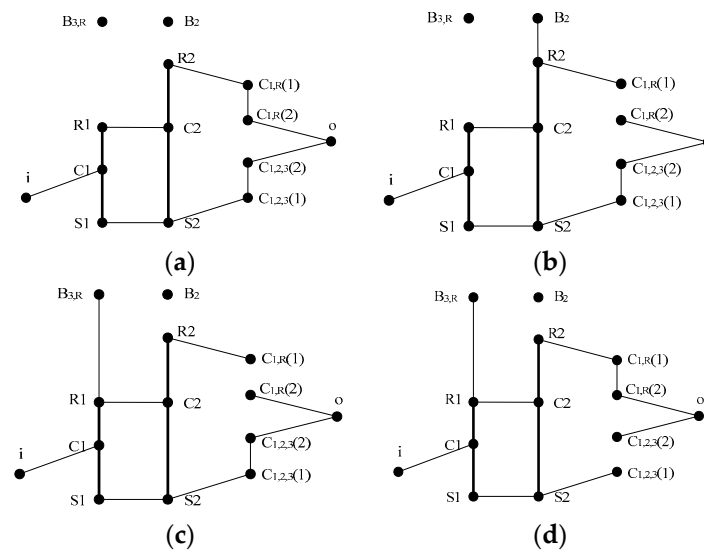 B3,R B2
R2
C1,R(1)
C1,R(2)
R1 C2 o
C1 C1,2,3(2)
i
C1,2,3(1)
S1 S2
(a)
B3,R B2
R2
C1,R(1)
C1,R(2)
R1 C2
C1 C1,2,3(2)
i
C1,2,3(1)
S1 S2
(b)
B3,R B2
R2
C1,R(1)
C1,R(2)
R1 C2 o
C1 C1,2,3(2)
i
C1,2,3(1)
S1 S2
(c)
B3,R B2
R2
C1,R(1)
C1,R(2)
R1 C2 o
C1 C1,2,3(2)
i
C1,2,3(1)
S1 S2
(d)